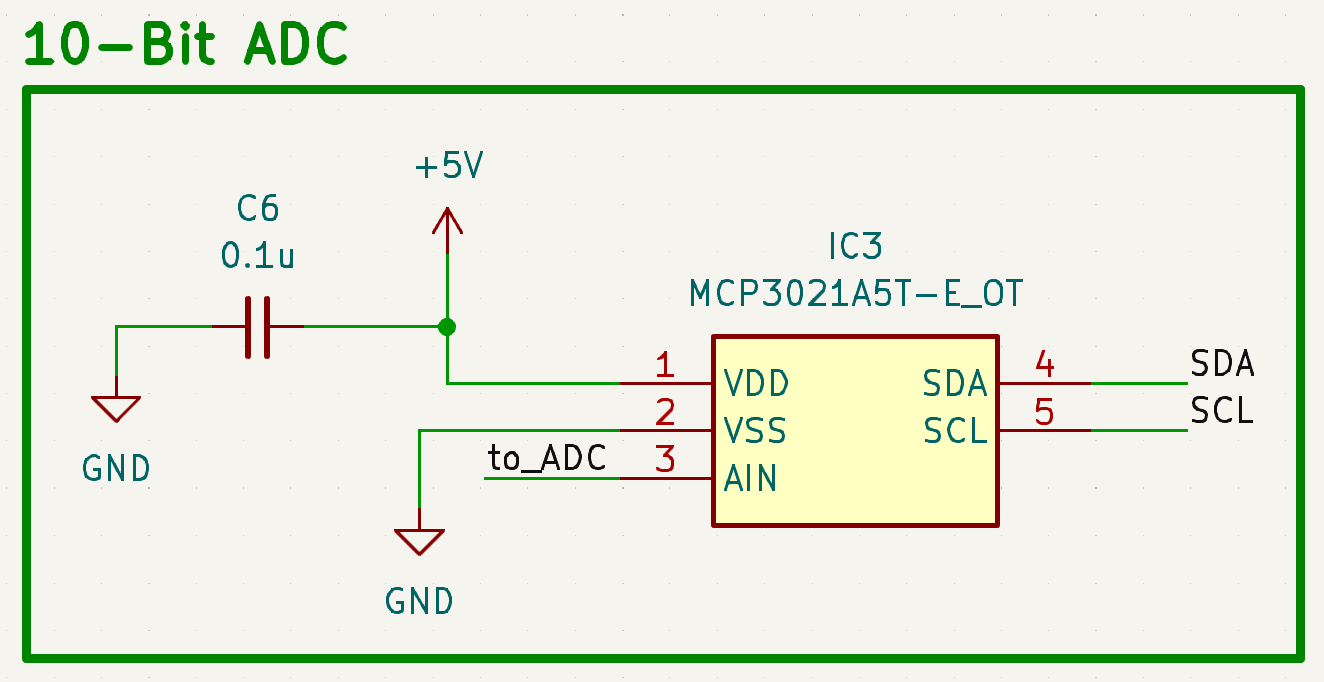 10-Bit ADC
+5V
C6
0.1u
IC3
MCP3021A5T-E_OT
1
VDD
SDA
4
SDA
2
VSS
SCL
5
SCL
to_ADC
3
AIN
GND
GND